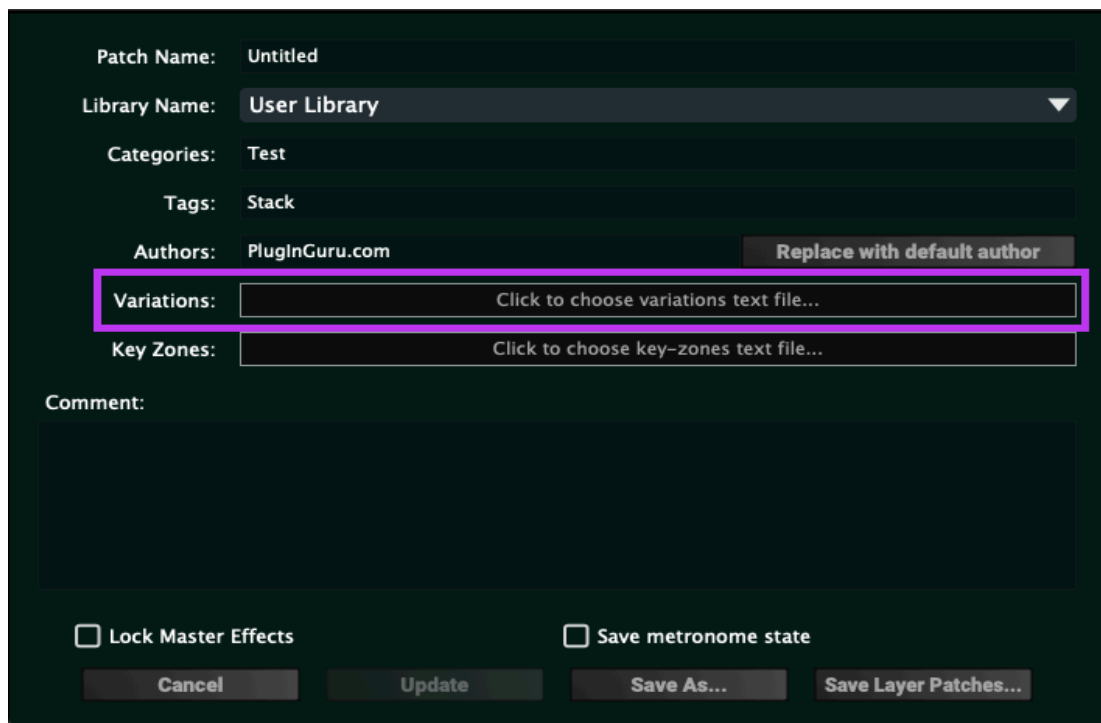 Patch Name: Untitled
Library Name: User Library
Categories: Test
Tags: Stack
Authors: PlugInGuru.com Replace with default author
Variations: Click to choose variations text file...
Key Zones: Click to choose key-zones text file...
Comment:
Lock Master Effects Save metronome state
Cancel Update Save As... Save Layer Patches...